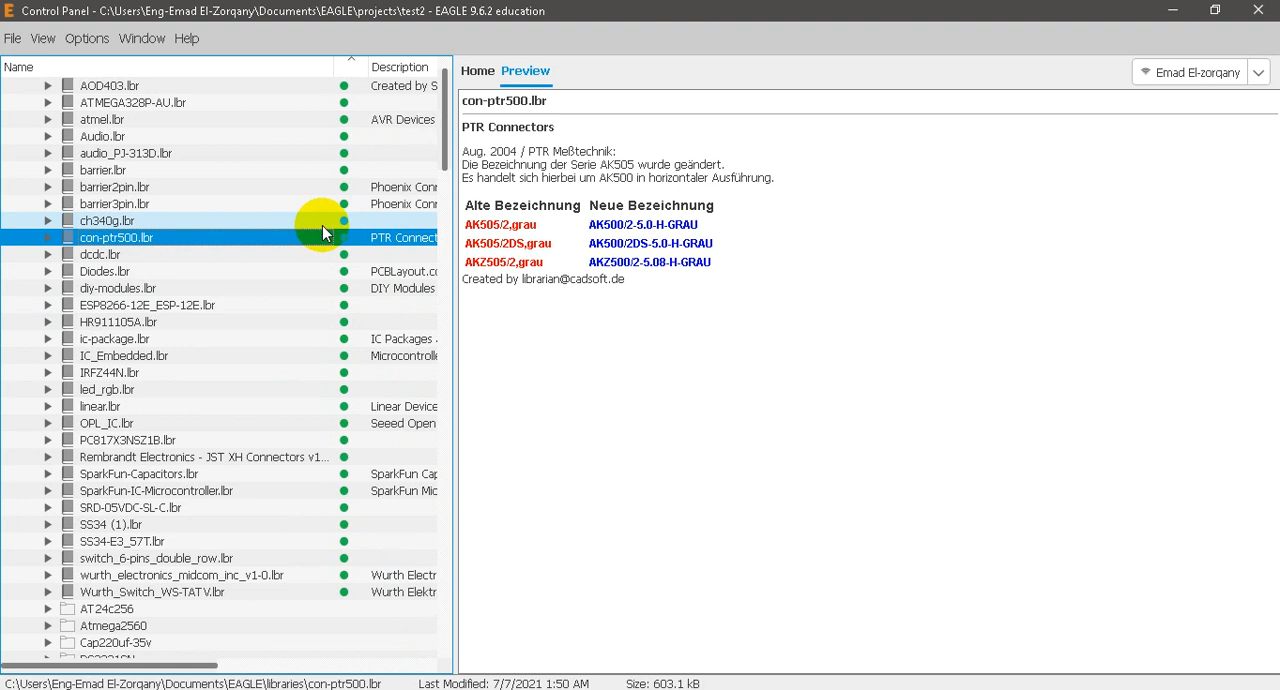 Control Panel - C:\Users\Eng-Emad El-Zorqany\Documents\EAGLE\projects\test2 - EAGLE 9.6.2 education
File View Options Window Help
Name Description
AOD403.lbr Created by S
ATMEGA328P-AU.lbr
atmel.lbr AVR Devices
Audio.lbr
audio_PJ-313D.lbr
barrier.lbr
barrier2pin.lbr Phoenix Conn
barrier3pin.lbr Phoenix Conn
ch340g.lbr
con-ptr500.lbr PTR Connect
dcdc.lbr
Diodes.lbr PCBLayout.co
diy-modules.lbr DIY Modules
ESP8266-12E_ESP-12E.lbr
HR911105A.lbr
ic-package.lbr IC Packages .
IC_Embedded.lbr Microcontrolle
IRFZ44N.lbr
led_rgb.lbr
linear.lbr Linear Device
OPL_IC.lbr Seeed Open
PC817X3NSZ1B.lbr
Rembrandt Electronics - JST XH Connectors v1...
SparkFun-Capacitors.lbr SparkFun Cap
SparkFun-IC-Microcontroller.lbr SparkFun Mic
SRD-05VDC-SL-C.lbr
SS34 (1).lbr
SS34-E3_57T.lbr
switch_6-pins_double_row.lbr
wurth_electronics_midcom_inc_v1-0.lbr Wurth Electr
Wurth_Switch_WS-TATV.lbr Wurth Elektr
AT24c256
Atmega2560
Cap220uf-35v
Home Preview
Emad El-zorqany
con-ptr500.lbr
PTR Connectors
Aug. 2004 / PTR Meßtechnik:
Die Bezeichnung der Serie AK505 wurde geändert.
Es handelt sich hierbei um AK500 in horizontaler Ausführung.
Alte Bezeichnung Neue Bezeichnung
AK505/2,grau AK500/2-5.0-H-GRAU
AK505/2DS,grau AK500/2DS-5.0-H-GRAU
AKZ505/2,grau AKZ500/2-5.08-H-GRAU
Created by librarian@cadsoft.de
C:\Users\Eng-Emad El-Zorqany\Documents\EAGLE\libraries\con-ptr500.lbr Last Modified: 7/7/2021 1:50 AM Size: 603.1 kB